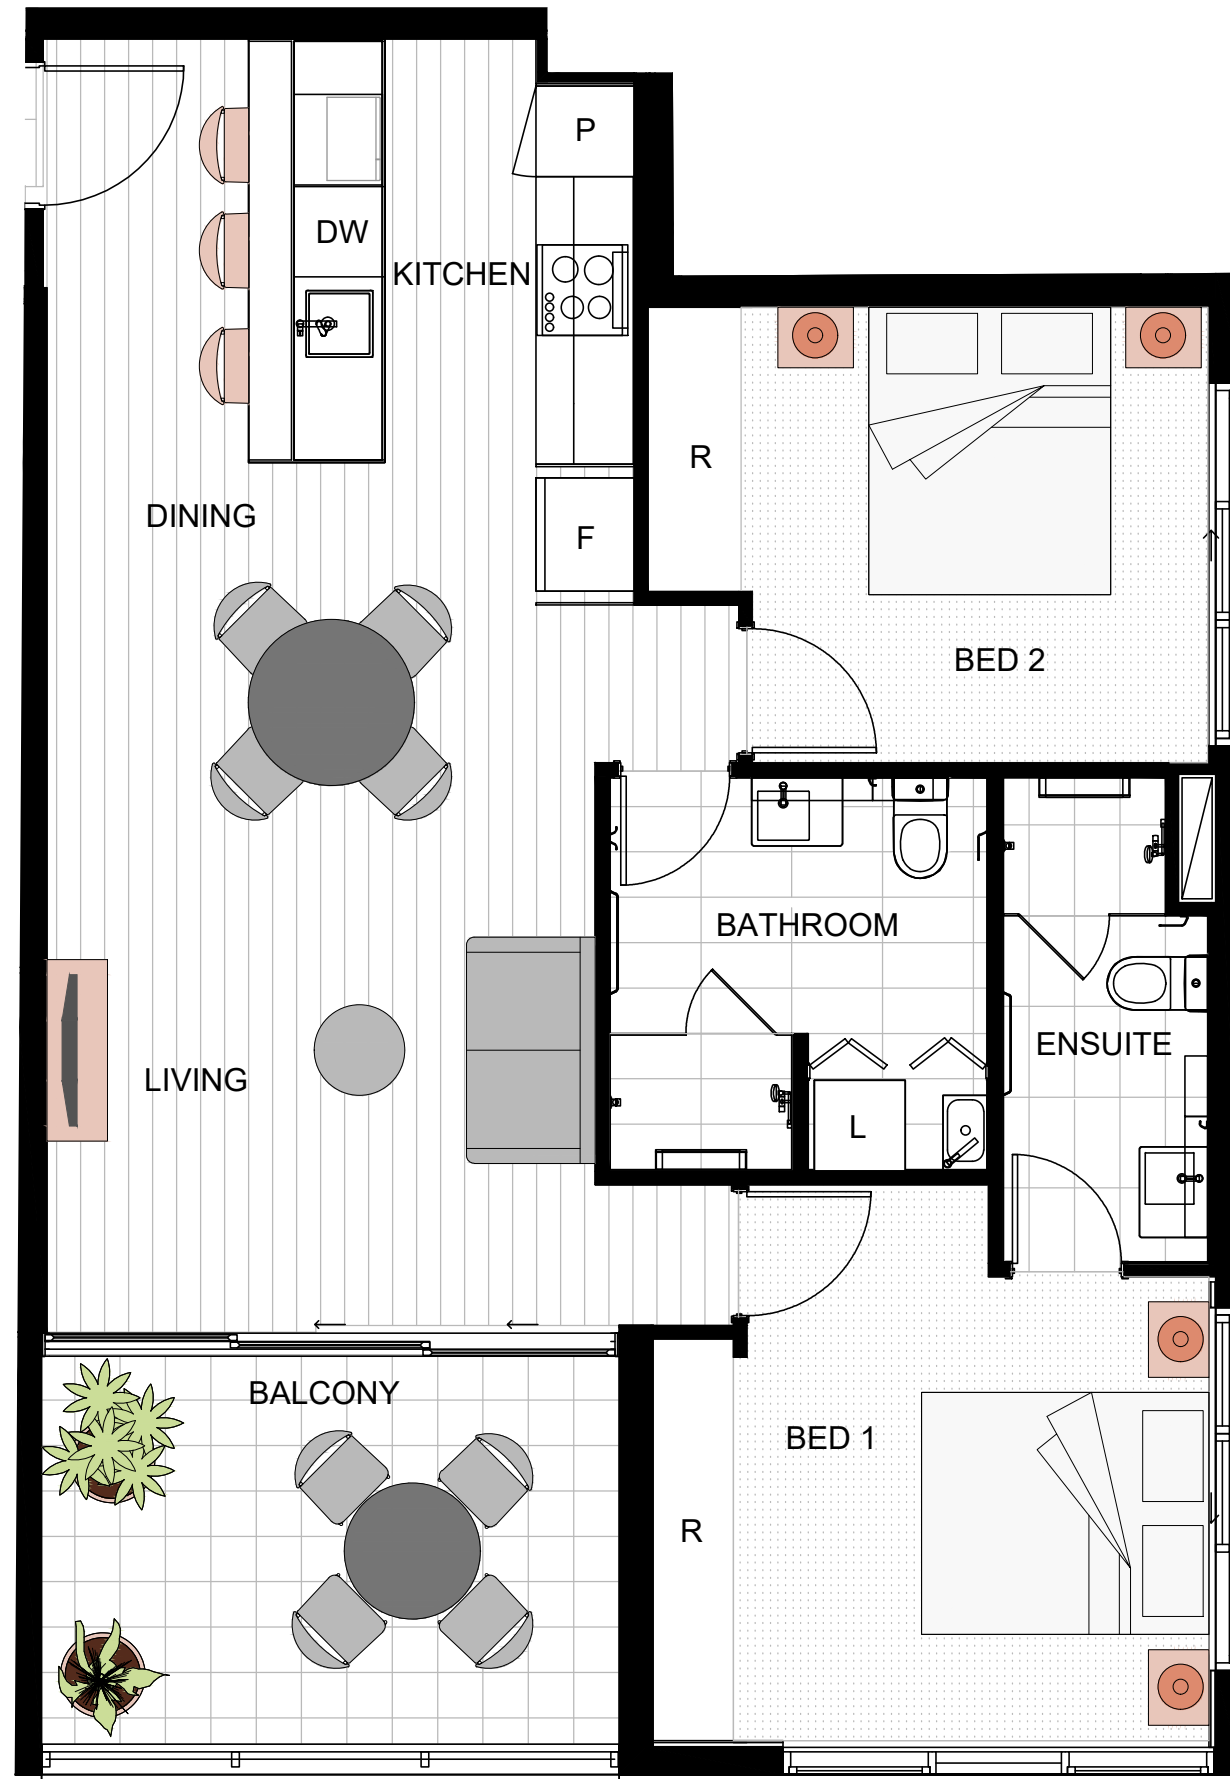 P
DW
KITCHEN
R
DINING
F
BED 2
BATHROOM
ENSUITE
LIVING
L
BALCONY
BED 1
R